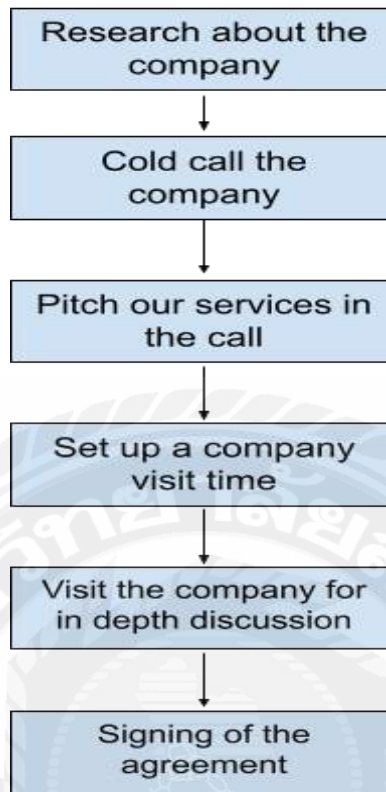 Research about the
company
Cold call the
company
Pitch our services in
the call
Set up a company
visit time
Visit the company for
in depth discussion
Signing of the
agreement